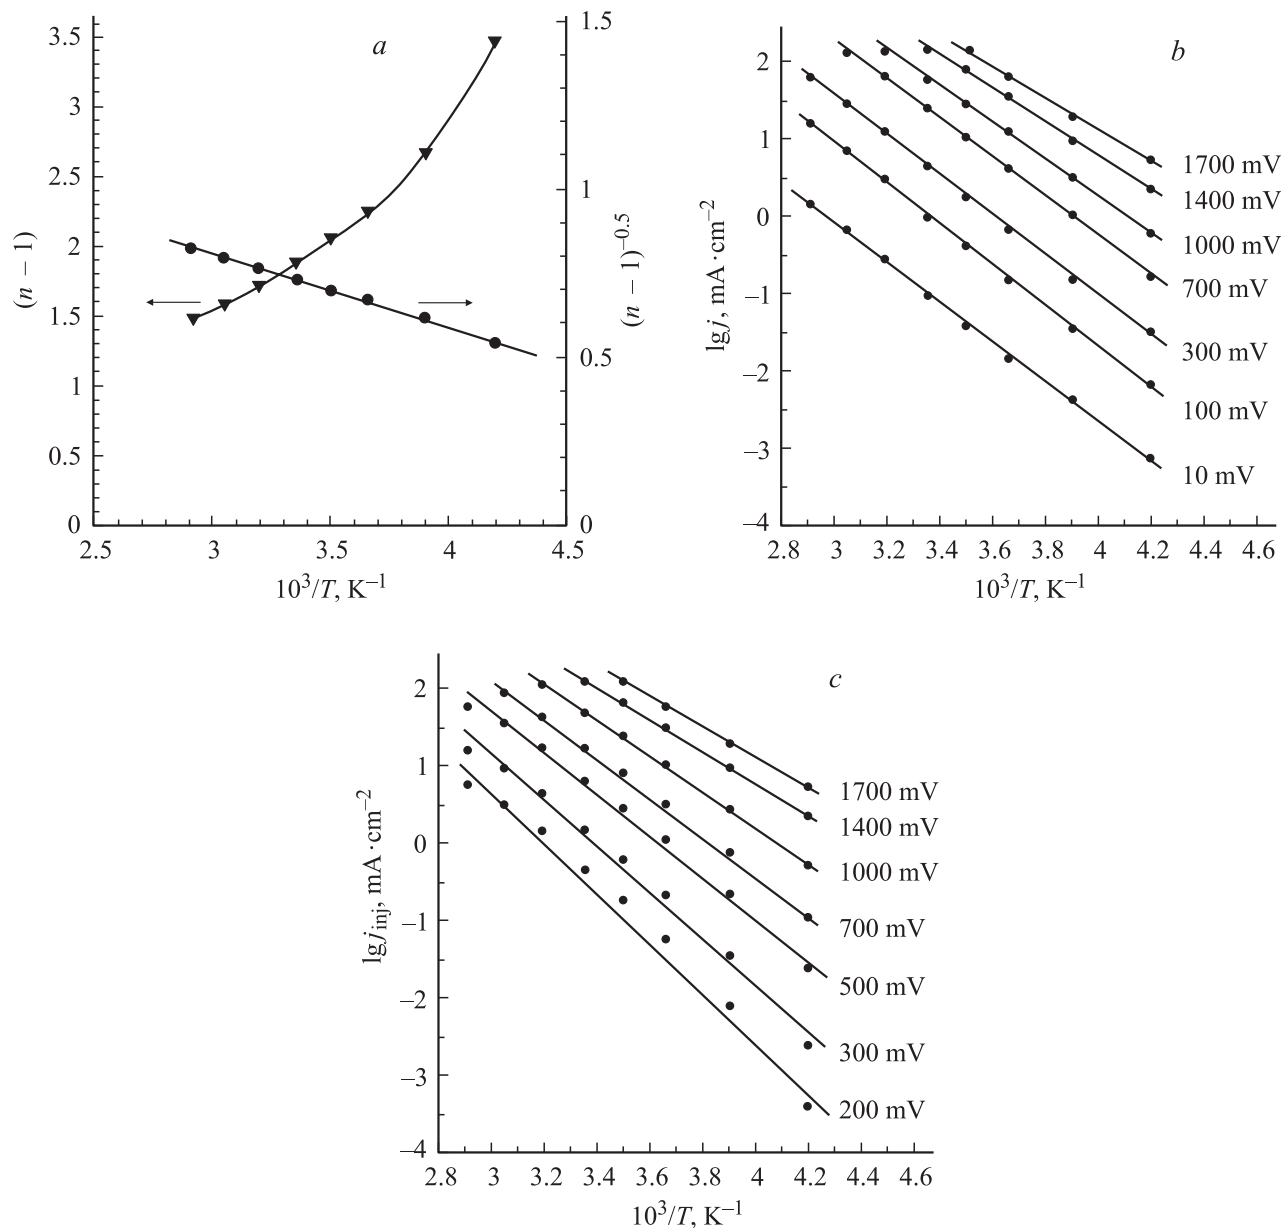 a
3.5
3
2.5
2
1.5
1
0.5
0
(n − 1)
1.5
1
0.5
0
(n − 1)^−0.5
2.5 3 3.5 4 4.5
10^3/T, K^−1
b
2
1
0
−1
−2
−3
−4
lg j, mA·cm^−2
1700 mV
1400 mV
1000 mV
700 mV
300 mV
100 mV
10 mV
2.8 3 3.2 3.4 3.6 3.8 4 4.2 4.4 4.6
10^3/T, K^−1
c
2
1
0
−1
−2
−3
−4
lg j_inj, mA·cm^−2
1700 mV
1400 mV
1000 mV
700 mV
500 mV
300 mV
200 mV
2.8 3 3.2 3.4 3.6 3.8 4 4.2 4.4 4.6
10^3/T, K^−1